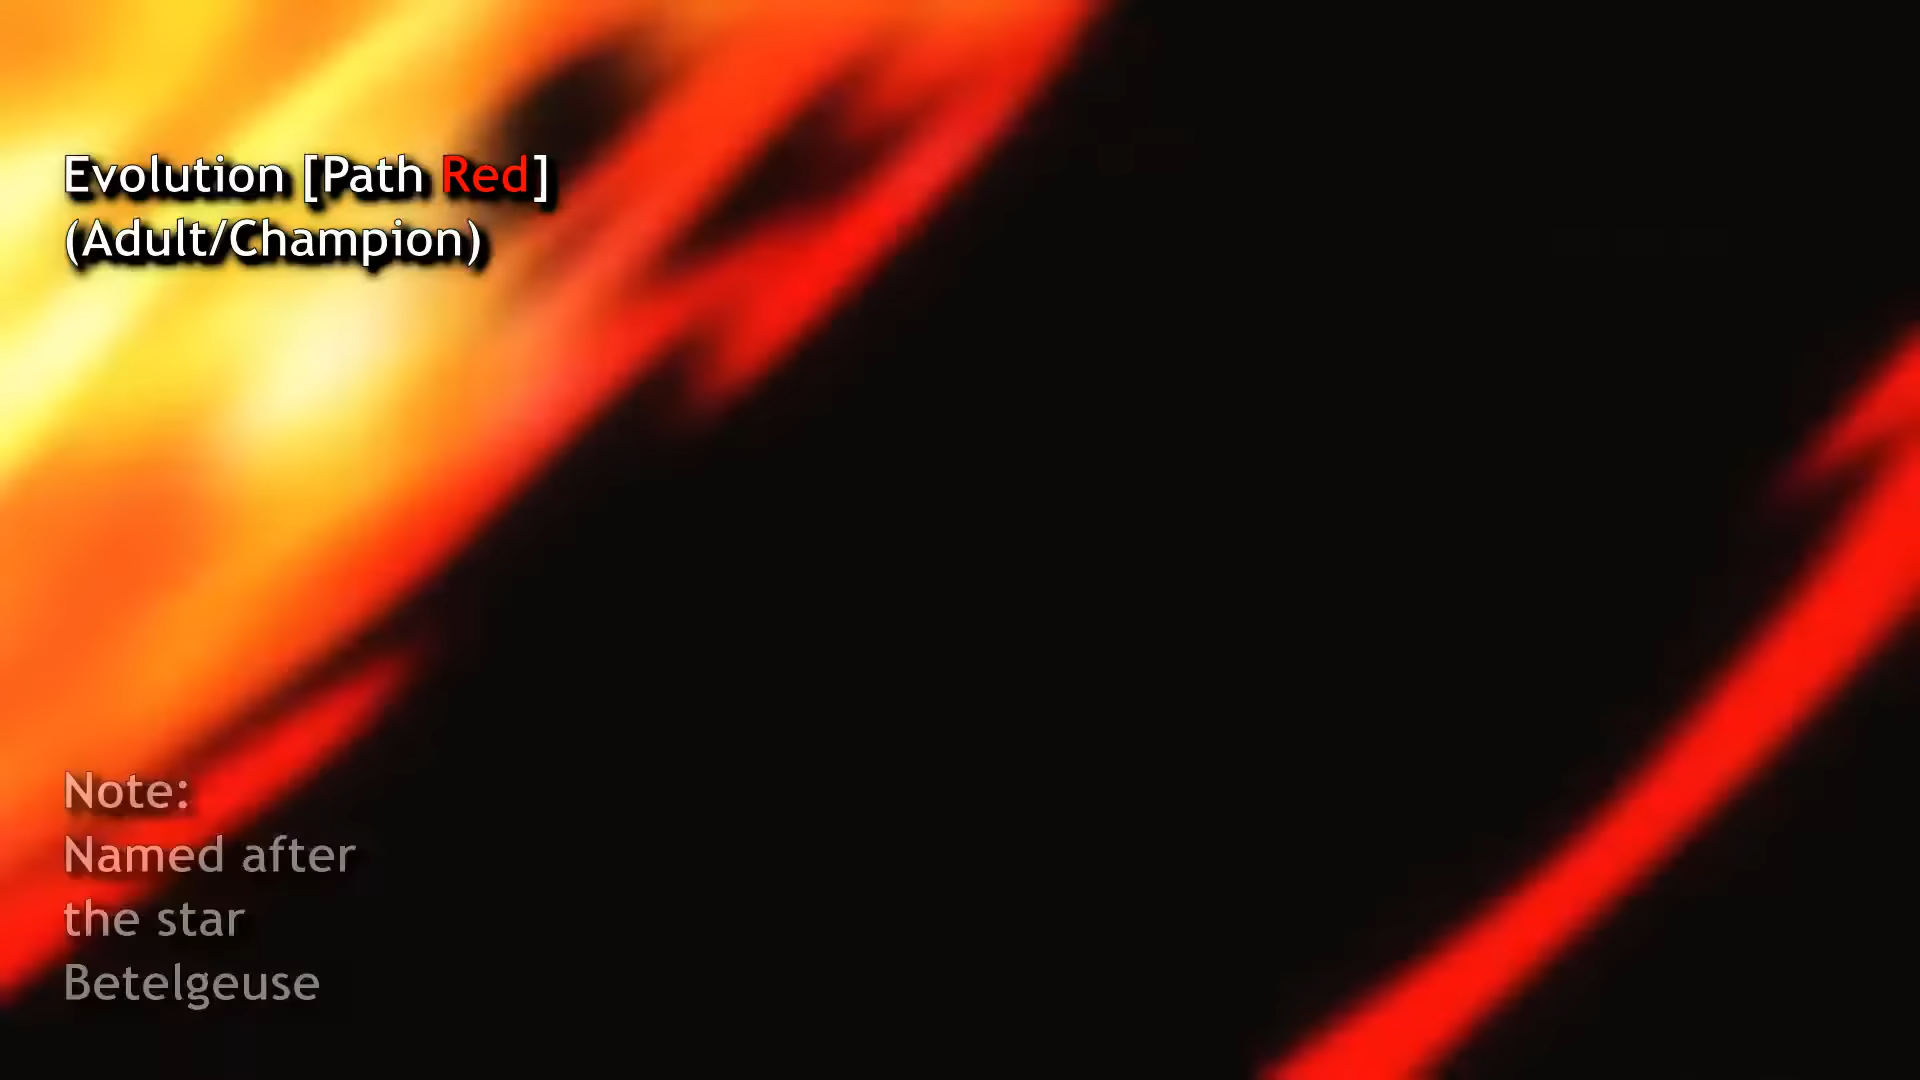 Evolution [Path Red]
(Adult/Champion)
Note:
Named after
the star
Betelgeuse